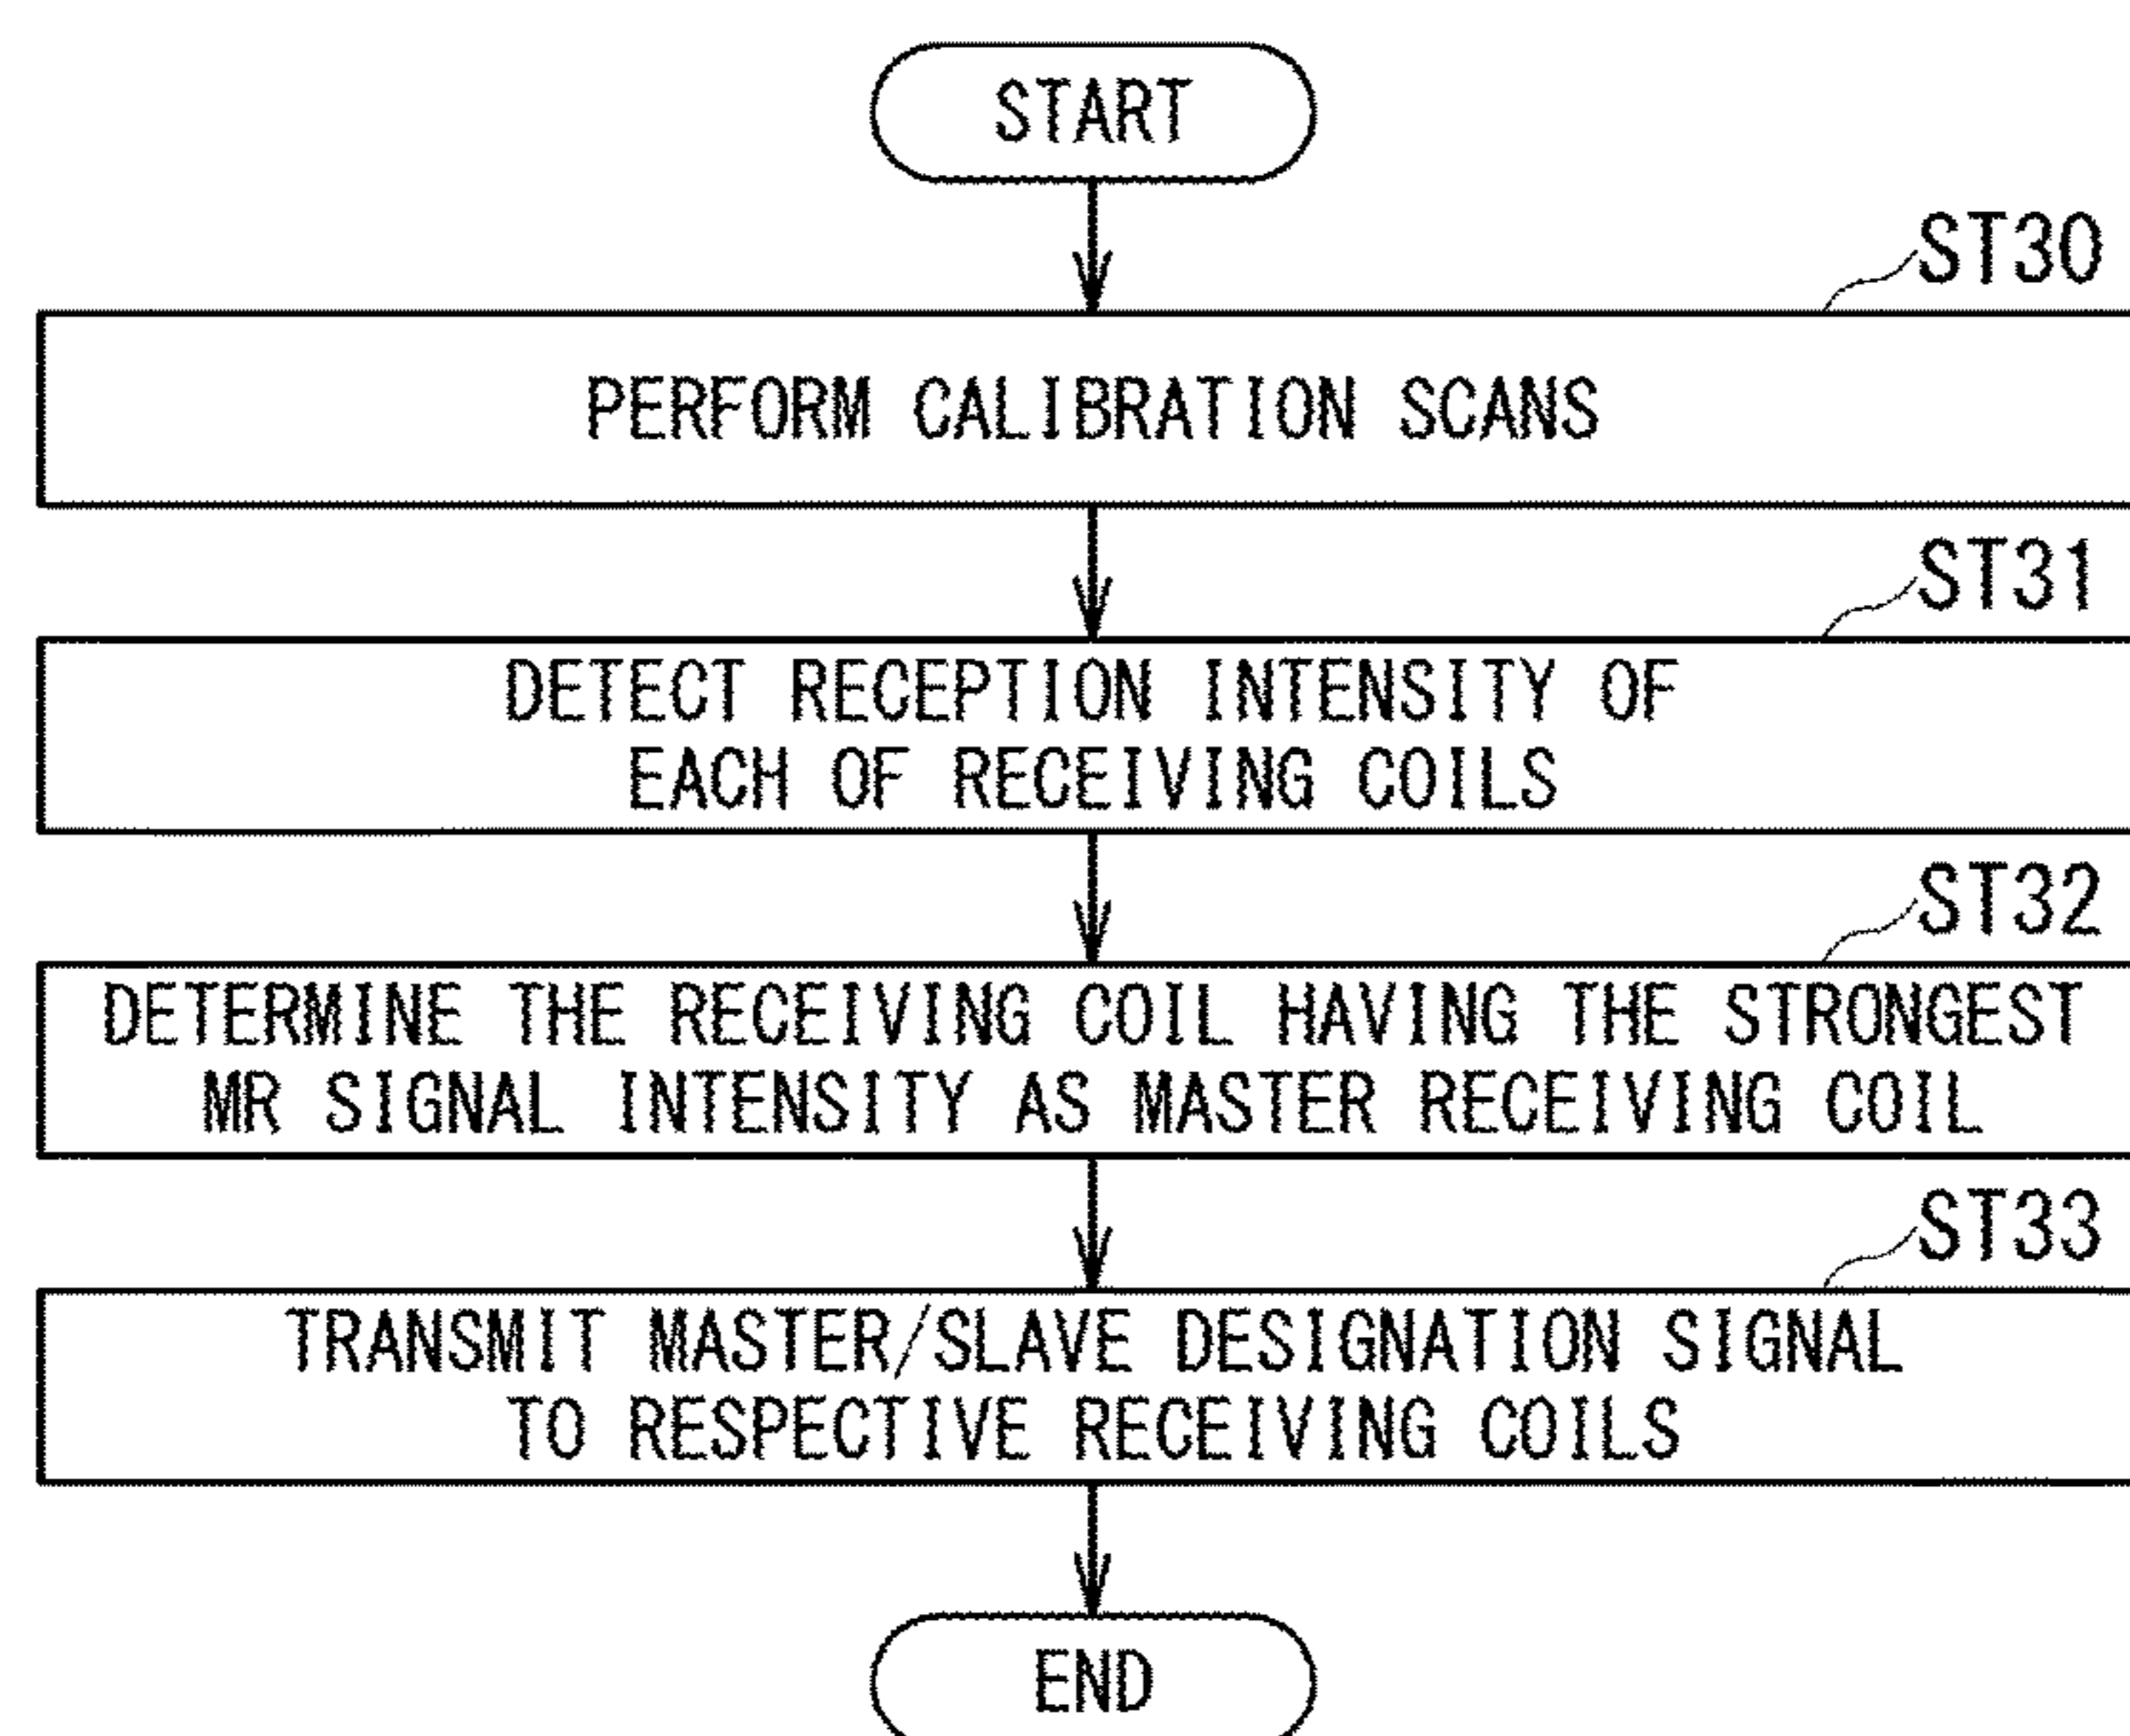 START
ST30
PERFORM CALIBRATION SCANS
ST31
DETECT RECEPTION INTENSITY OF
EACH OF RECEIVING COILS
ST32
DETERMINE THE RECEIVING COIL HAVING THE STRONGEST
MR SIGNAL INTENSITY AS MASTER RECEIVING COIL
ST33
TRANSMIT MASTER/SLAVE DESIGNATION SIGNAL
TO RESPECTIVE RECEIVING COILS
END